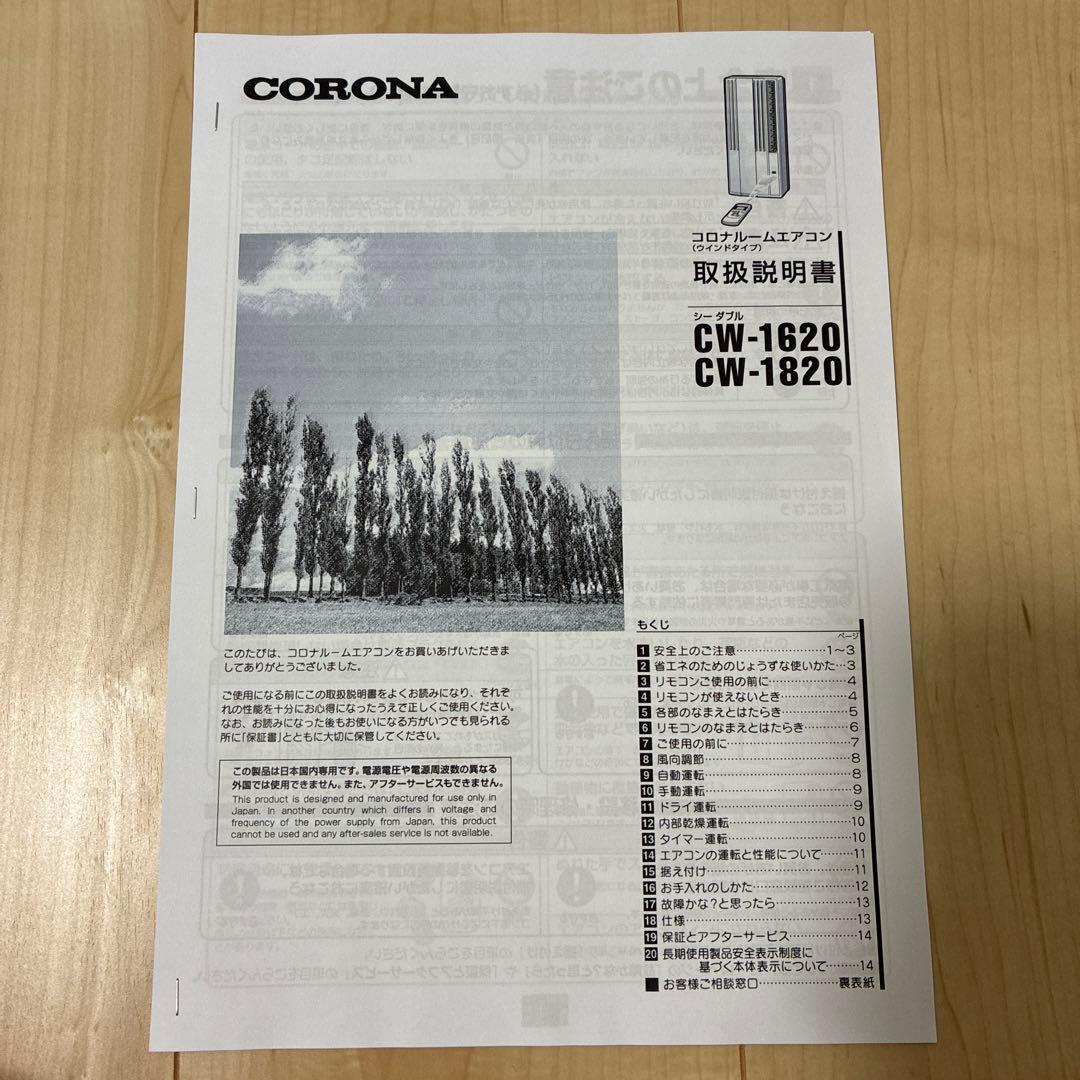 CORONA
コロナルームエアコン
(ウインドタイプ)
取扱説明書
シー ダブル
CW-1620
CW-1820
このたびは、コロナルームエアコンをお買いあげいただきま
してありがとうございました。
ご使用になる前にこの取扱説明書をよくお読みになり、それぞ
れの性能を十分にお心得になったうえで正しくご使用ください。
なお、お読みになった後もお使いになる方がいつでも見られる
所に「保証書」とともに大切に保管してください。
この製品は日本国内専用です。電源電圧や電源周波数の異なる
外国では使用できません。また、アフターサービスもできません。
This product is designed and manufactured for use only in
Japan. In another country which differs in voltage and
frequency of the power supply from Japan, this product
cannot be used and any after-sales service is not available.
もくじ
ページ
1 安全上のご注意……………………1〜3
2 省エネのためのじょうずな使いかた…3
3 リモコンご使用の前に………………4
4 リモコンが使えないとき……………4
5 各部のなまえとはたらき……………5
6 リモコンのなまえとはたらき………6
7 ご使用の前に…………………………7
8 風向調節………………………………8
9 自動運転………………………………8
10 手動運転………………………………9
11 ドライ運転……………………………9
12 内部乾燥運転………………………10
13 タイマー運転………………………10
14 エアコンの運転と性能について……11
15 据え付け……………………………11
16 お手入れのしかた…………………12
17 故障かな?と思ったら………………13
18 仕様…………………………………13
19 保証とアフターサービス……………14
20 長期使用製品安全表示制度に
基づく本体表示について………14
■ お客様ご相談窓口………………裏表紙